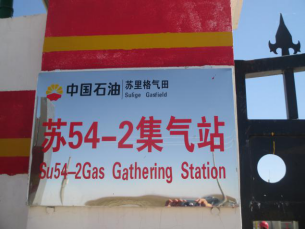 中国石油 苏里格气田
Sulige Gasfield
苏54-2集气站
Su54-2Gas Gathering Station